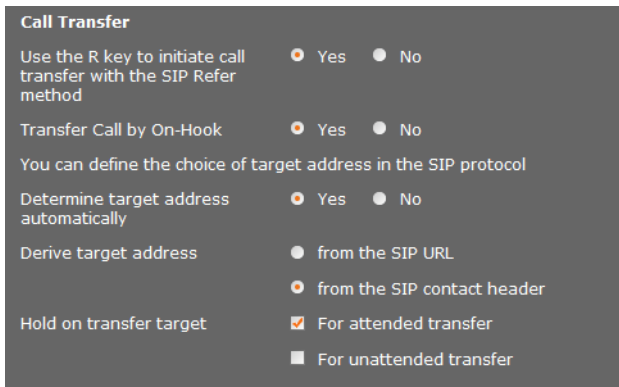 Call Transfer
Use the R key to initiate call Yes No
transfer with the SIP Refer
method
Transfer Call by On-Hook Yes No
You can define the choice of target address in the SIP protocol
Determine target address Yes No
automatically
Derive target address from the SIP URL
from the SIP contact header
Hold on transfer target For attended transfer
For unattended transfer